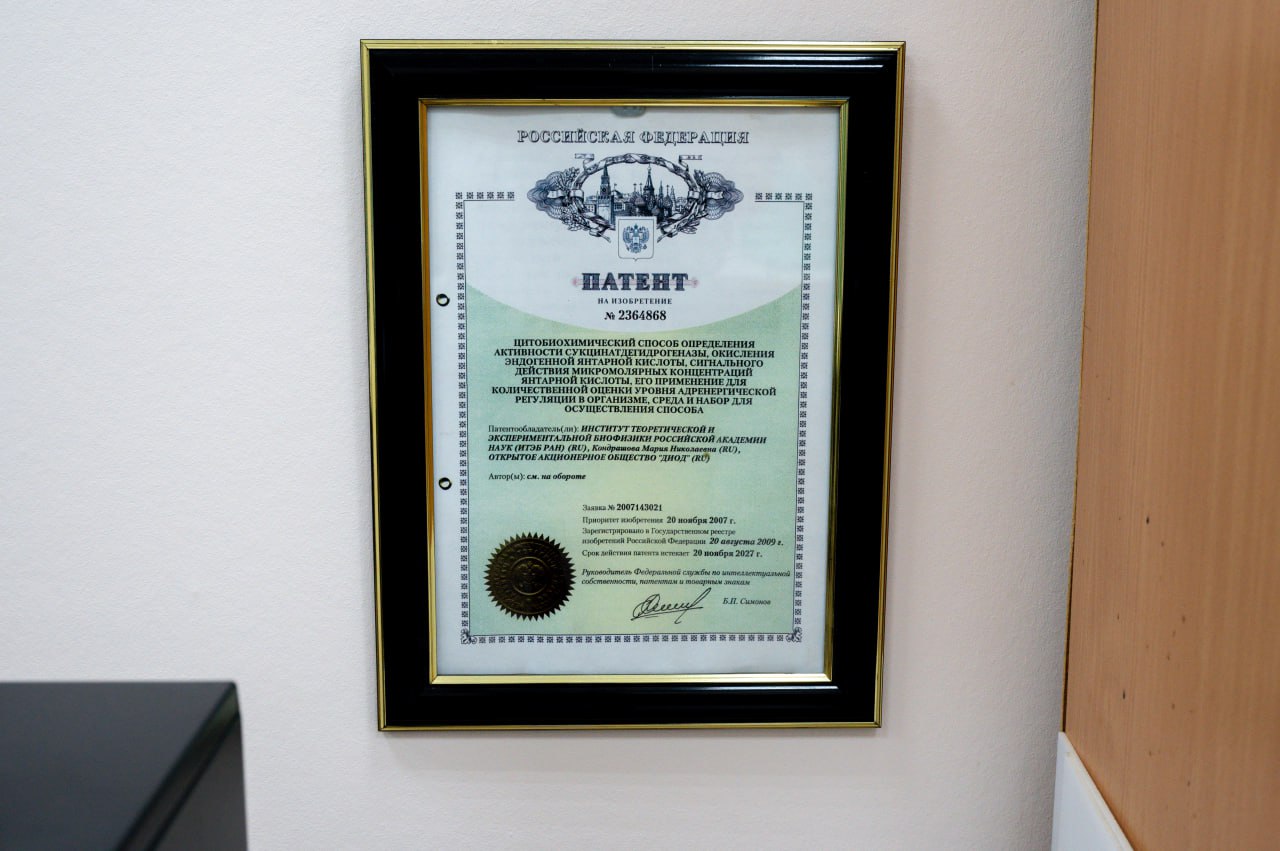 РОССИЙСКАЯ ФЕДЕРАЦИЯ
ПАТЕНТ
НА ИЗОБРЕТЕНИЕ
№ 2364868
ЦИТОБИОХИМИЧЕСКИЙ СПОСОБ ОПРЕДЕЛЕНИЯ
АКТИВНОСТИ СУКЦИНАТДЕГИДРОГЕНАЗЫ, ОКИСЛЕНИЯ
ЭНДОГЕННОЙ ЯНТАРНОЙ КИСЛОТЫ, СИГНАЛЬНОГО
ДЕЙСТВИЯ МИКРОМОЛЯРНЫХ КОНЦЕНТРАЦИЙ
ЯНТАРНОЙ КИСЛОТЫ, ЕГО ПРИМЕНЕНИЕ ДЛЯ
КОЛИЧЕСТВЕННОЙ ОЦЕНКИ УРОВНЯ АДРЕНЕРГИЧЕСКОЙ
РЕГУЛЯЦИИ В ОРГАНИЗМЕ, СРЕДА И НАБОР ДЛЯ
ОСУЩЕСТВЛЕНИЯ СПОСОБА
Патентообладатель(ли): ИНСТИТУТ ТЕОРЕТИЧЕСКОЙ И
ЭКСПЕРИМЕНТАЛЬНОЙ БИОФИЗИКИ РОССИЙСКОЙ АКАДЕМИИ
НАУК (ИТЭБ РАН) (RU), Кондрашова Мария Николаевна (RU),
ОТКРЫТОЕ АКЦИОНЕРНОЕ ОБЩЕСТВО "ДИОД" (RU)
Автор(ы): см. на обороте
Заявка № 2007143021
Приоритет изобретения 20 ноября 2007 г.
Зарегистрировано в Государственном реестре
изобретений Российской Федерации 20 августа 2009 г.
Срок действия патента истекает 20 ноября 2027 г.
Руководитель Федеральной службы по интеллектуальной
собственности, патентам и товарным знакам
Б.П. Симонов